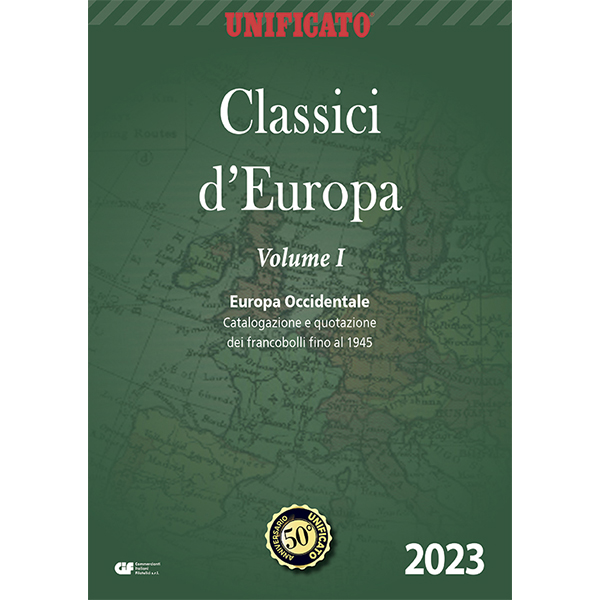 UNIFICATO®
Classici
d'Europa
Volume I
Europa Occidentale
Catalogazione e quotazione
dei francobolli fino al 1945
ANNIVERSARIO
50°
UNIFICATO
CIF
Commercianti
Italiani
Filatelici s.r.l.
2023